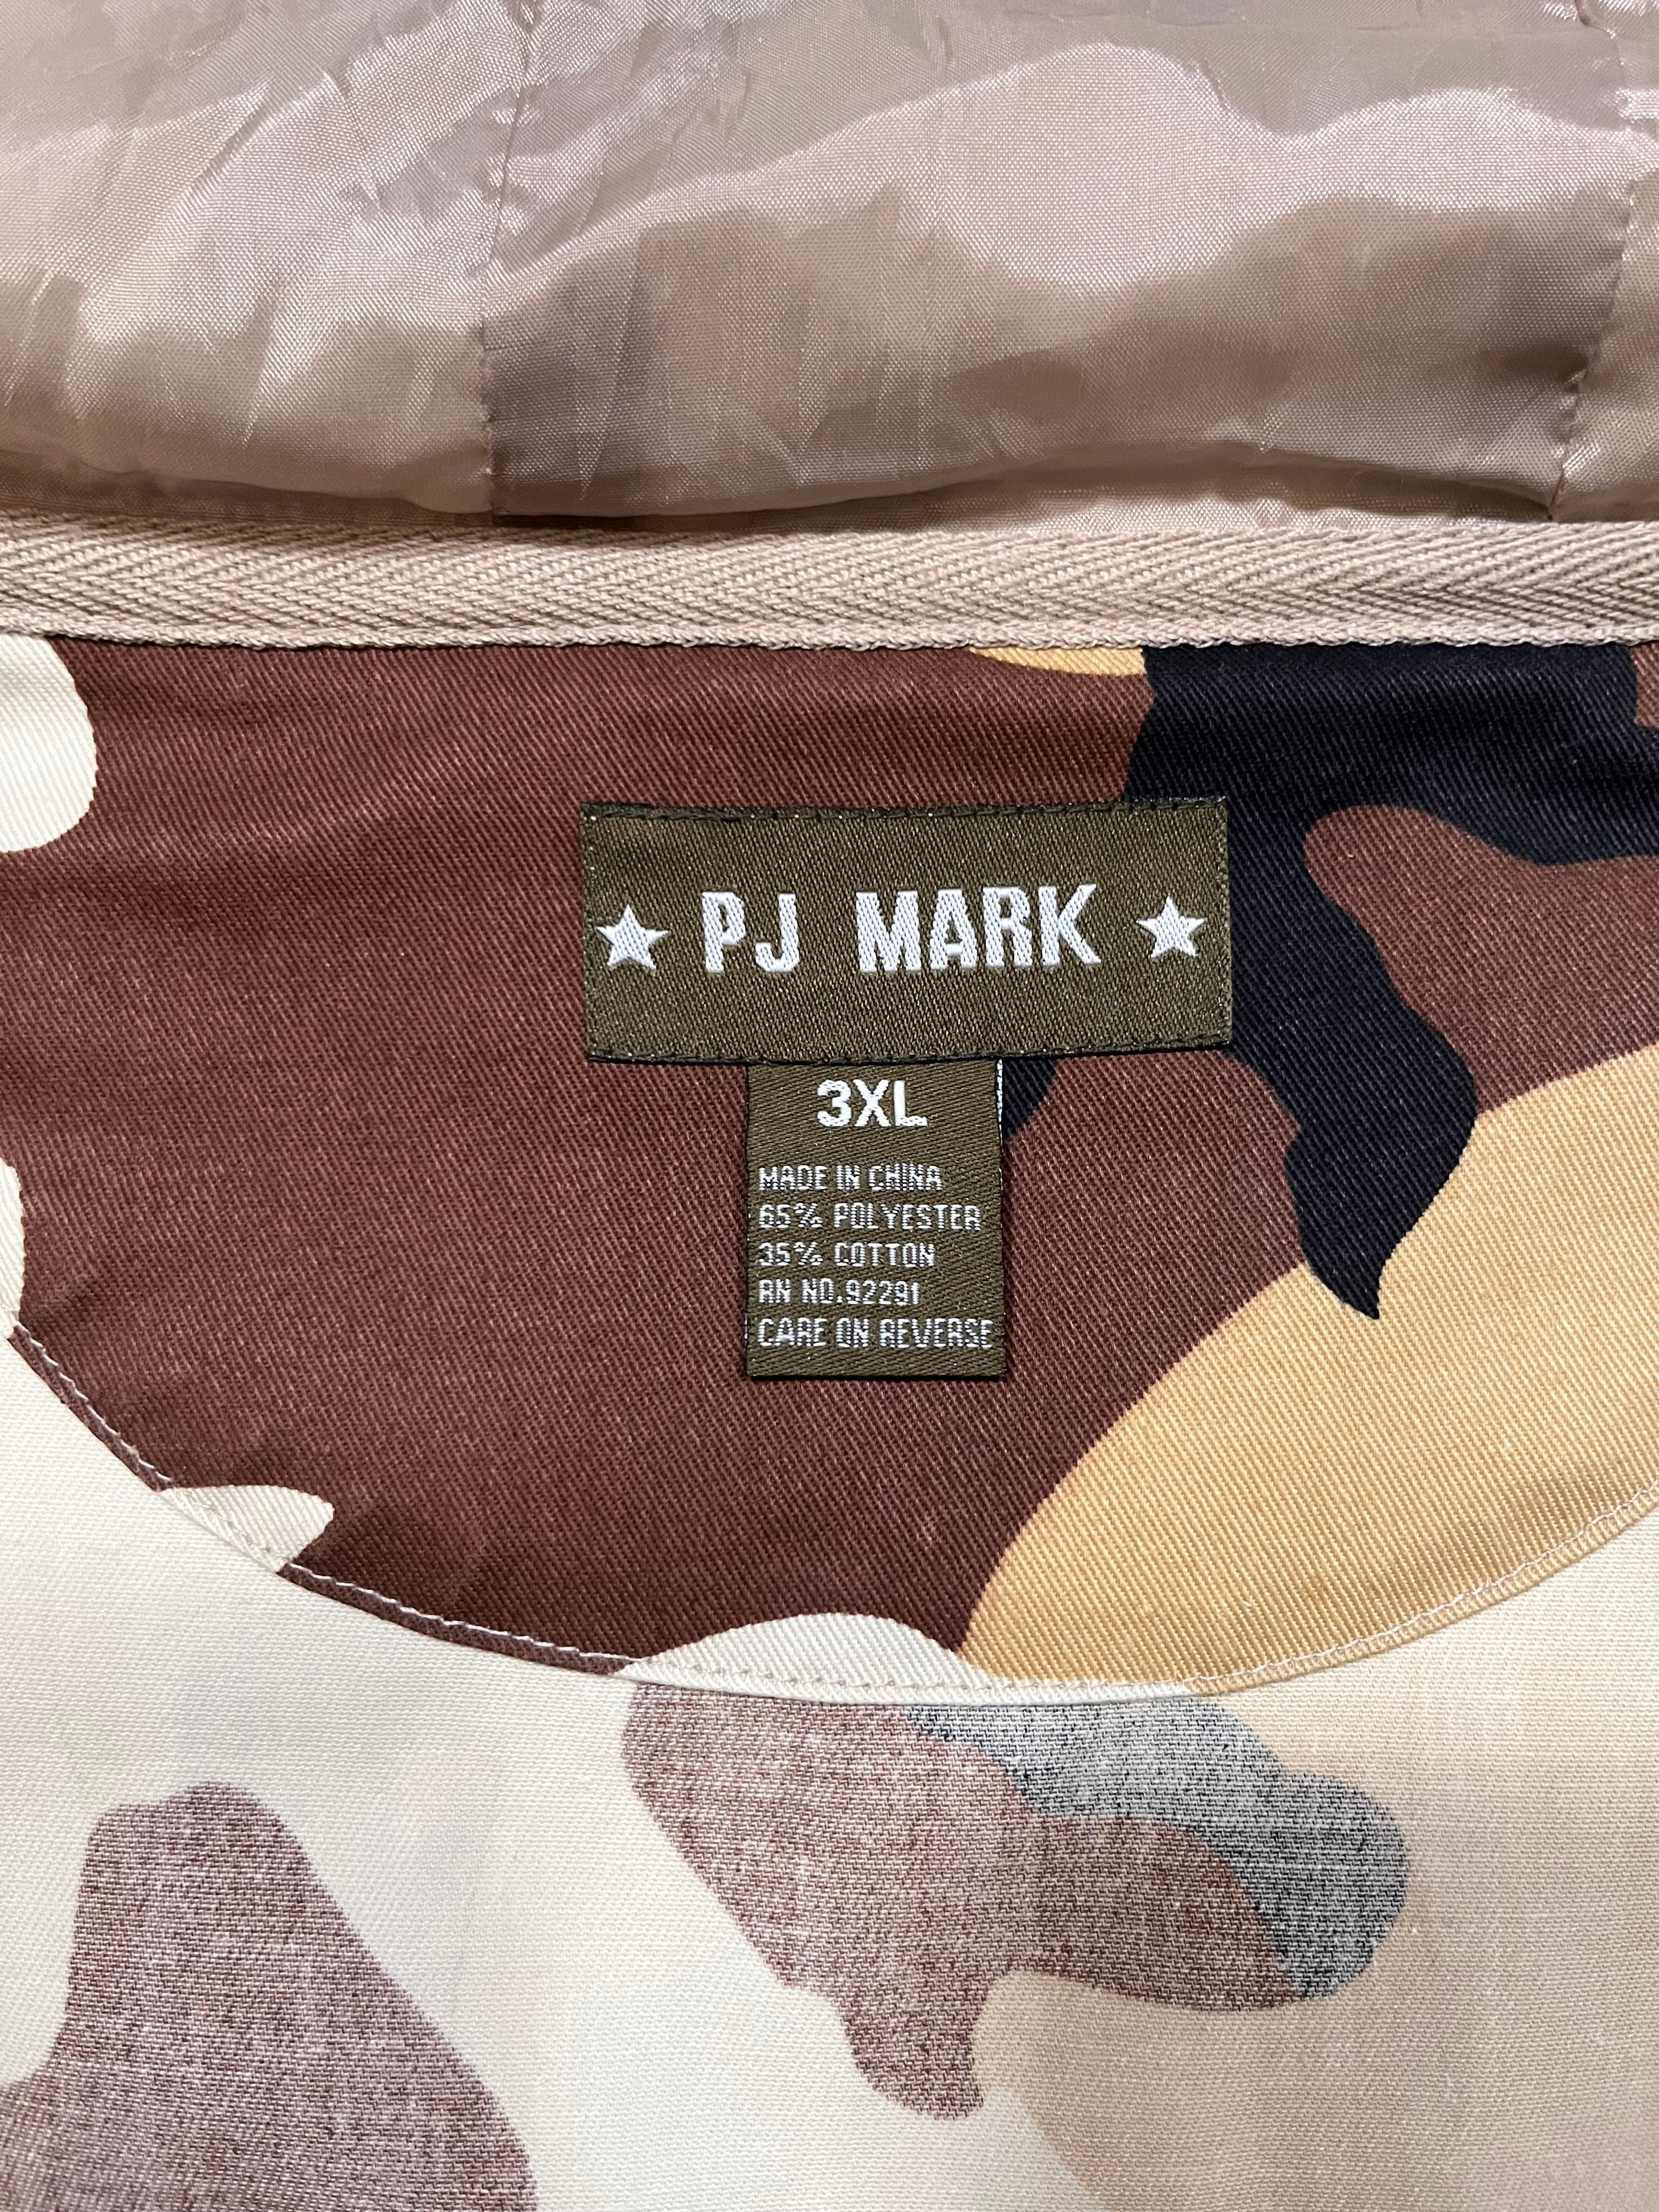 ★ PJ MARK ★
3XL
MADE IN CHINA
65% POLYESTER
35% COTTON
RN NO.92291
CARE ON REVERSE